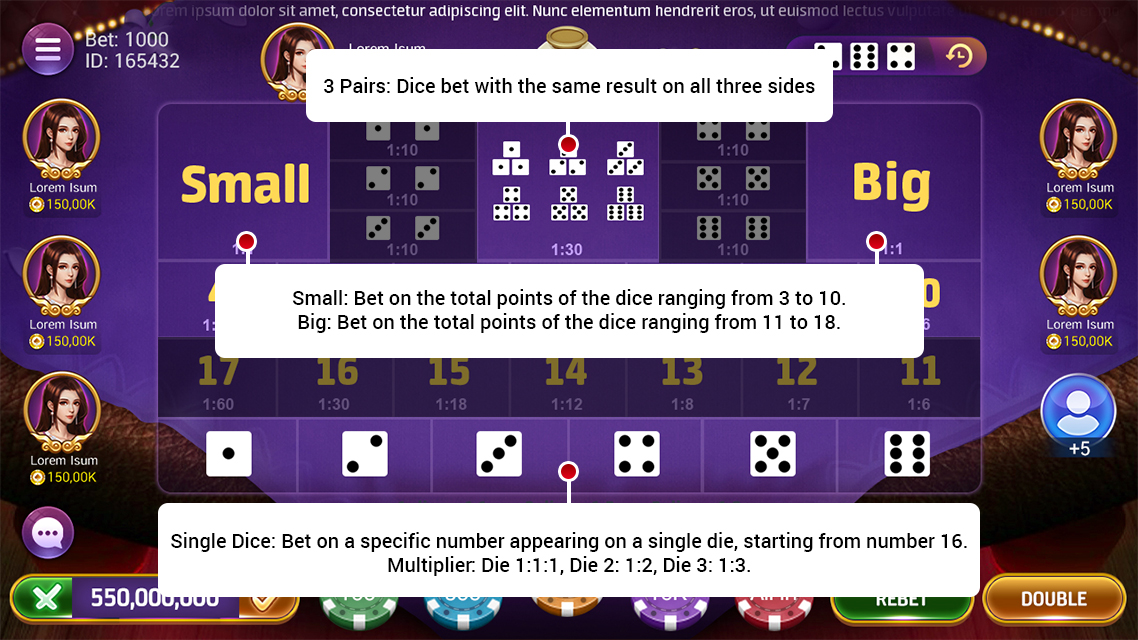 orem ipsum dolor sit amet, consectetur adipiscing elit. Nunc elementum hendrerit eros, ut euismod lectus vulputate
Bet: 1000
ID: 165432
Lorem Isum
3 Pairs: Dice bet with the same result on all three sides
Small
Big
1:10
1:10
1:10
1:10
1:10
1:10
1:30
1:1
Lorem Isum
150,00K
Lorem Isum
150,00K
Small: Bet on the total points of the dice ranging from 3 to 10.
Big: Bet on the total points of the dice ranging from 11 to 18.
Lorem Isum
150,00K
Lorem Isum
150,00K
17
16
15
14
13
12
11
1:60
1:30
1:18
1:12
1:8
1:7
1:6
Lorem Isum
150,00K
+5
Single Dice: Bet on a specific number appearing on a single die, starting from number 16.
Multiplier: Die 1:1:1, Die 2: 1:2, Die 3: 1:3.
550,000,000
REBET
DOUBLE